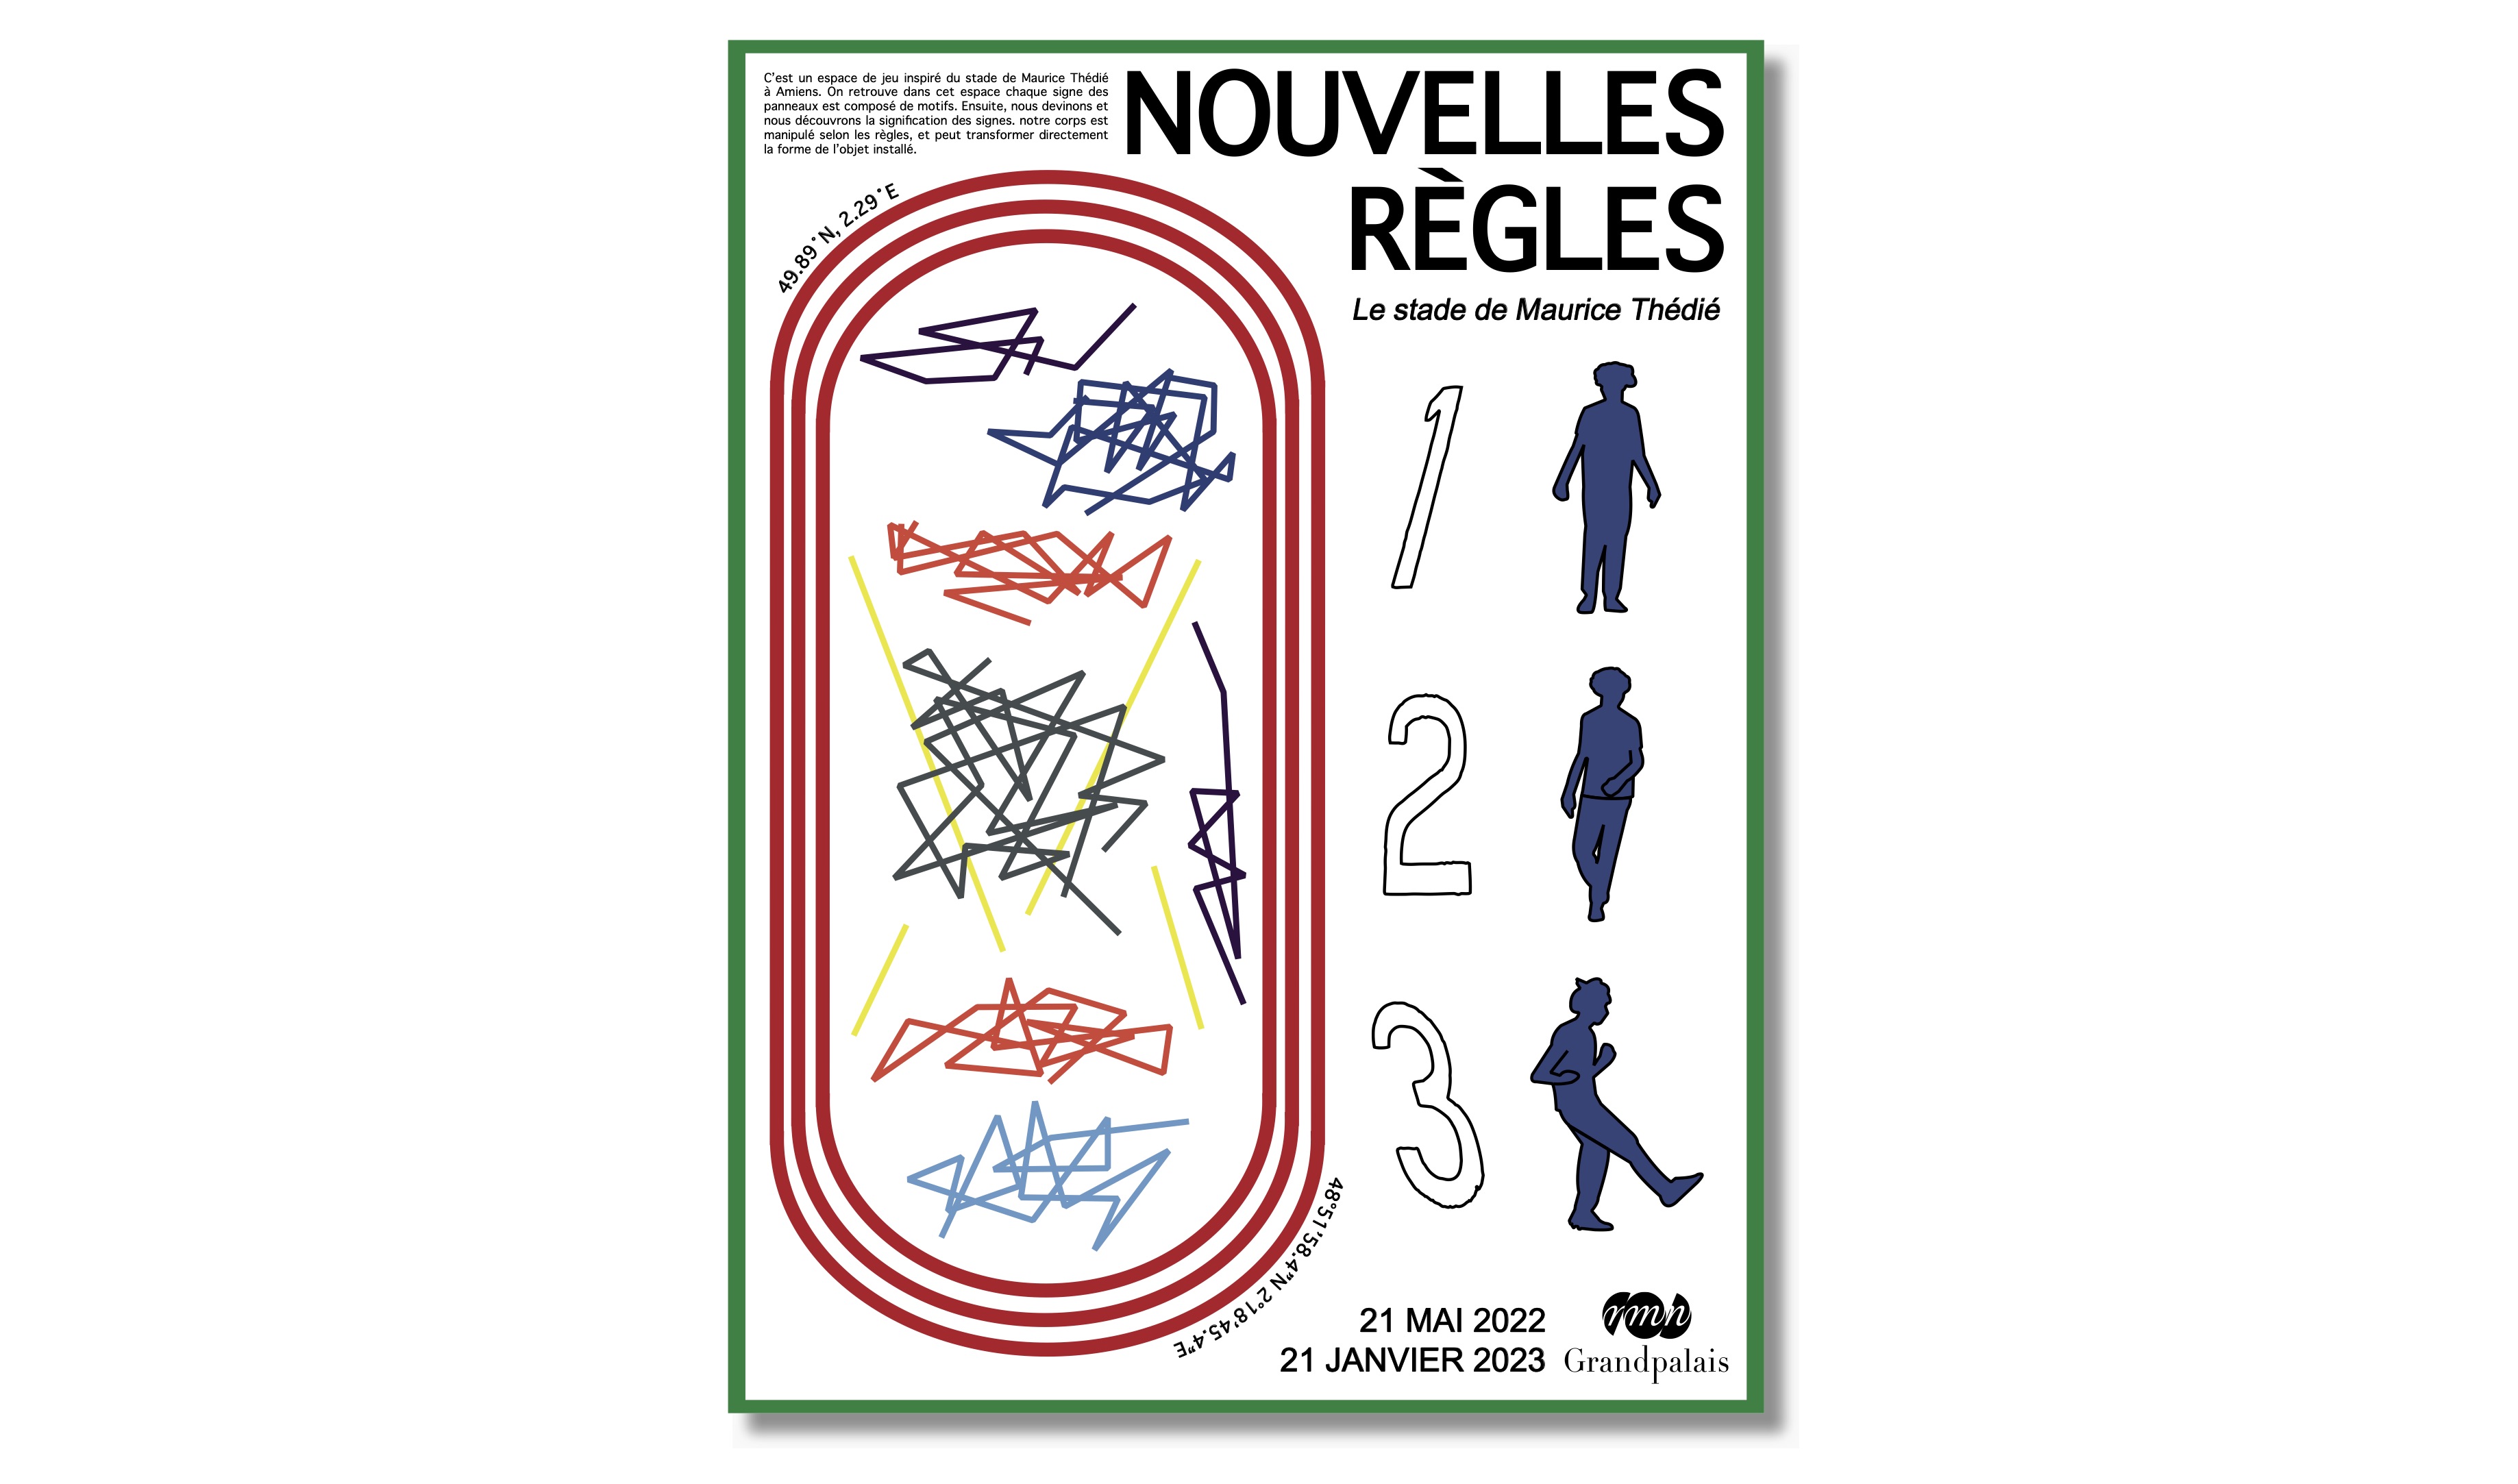 C'est un espace de jeu inspiré du stade de Maurice Thédié
à Amiens. On retrouve dans cet espace chaque signe des
panneaux est composé de motifs. Ensuite, nous devinons et
nous découvrons la signification des signes. notre corps est
manipulé selon les règles, et peut transformer directement
la forme de l'objet installé.
NOUVELLES
RÈGLES
Le stade de Maurice Thédié
49.89°N, 2.29°E
1
2
3
48°51'58.4"N 2°18'45.4"E
21 MAI 2022
21 JANVIER 2023
rmn
Grandpalais